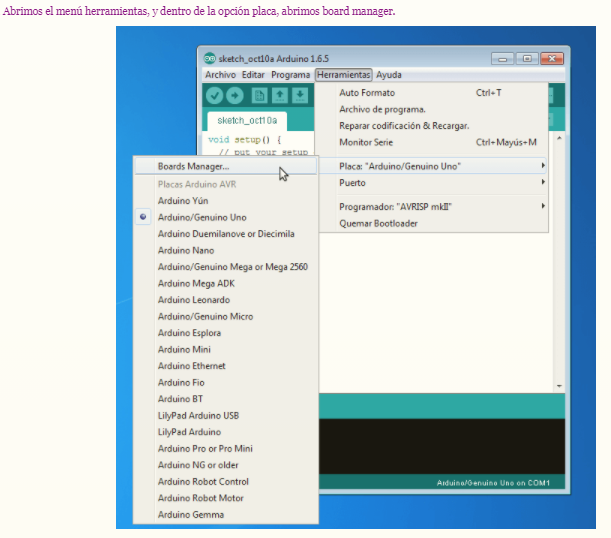 Abrimos el menú herramientas, y dentro de la opción placa, abrimos board manager.
sketch_oct10a Arduino 1.6.5
Archivo Editar Programa Herramientas Ayuda
sketch_oct10a
void setup() {
// put your setup
Auto Formato Ctrl+T
Archivo de programa.
Reparar codificación & Recargar.
Monitor Serie Ctrl+Mayús+M
Placa: "Arduino/Genuino Uno"
Puerto
Programador: "AVRISP mkII"
Quemar Bootloader
Boards Manager...
Placas Arduino AVR
Arduino Yún
Arduino/Genuino Uno
Arduino Duemilanove or Diecimila
Arduino Nano
Arduino/Genuino Mega or Mega 2560
Arduino Mega ADK
Arduino Leonardo
Arduino/Genuino Micro
Arduino Esplora
Arduino Mini
Arduino Ethernet
Arduino Fio
Arduino BT
LilyPad Arduino USB
LilyPad Arduino
Arduino Pro or Pro Mini
Arduino NG or older
Arduino Robot Control
Arduino Robot Motor
Arduino Gemma
Arduino/Genuino Uno on COM1